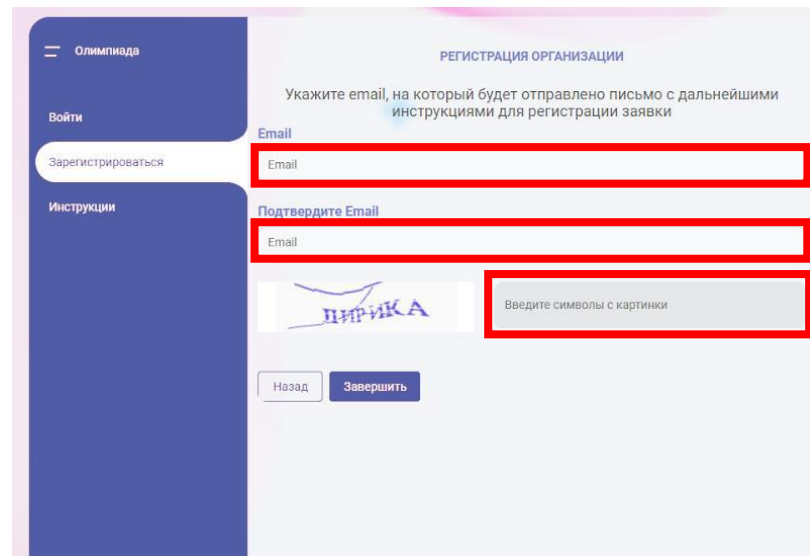 Олимпиада
Войти
Зарегистрироваться
Инструкции
РЕГИСТРАЦИЯ ОРГАНИЗАЦИИ
Укажите email, на который будет отправлено письмо с дальнейшими
инструкциями для регистрации заявки
Email
Email
Подтвердите Email
Email
Введите символы с картинки
Назад
Завершить